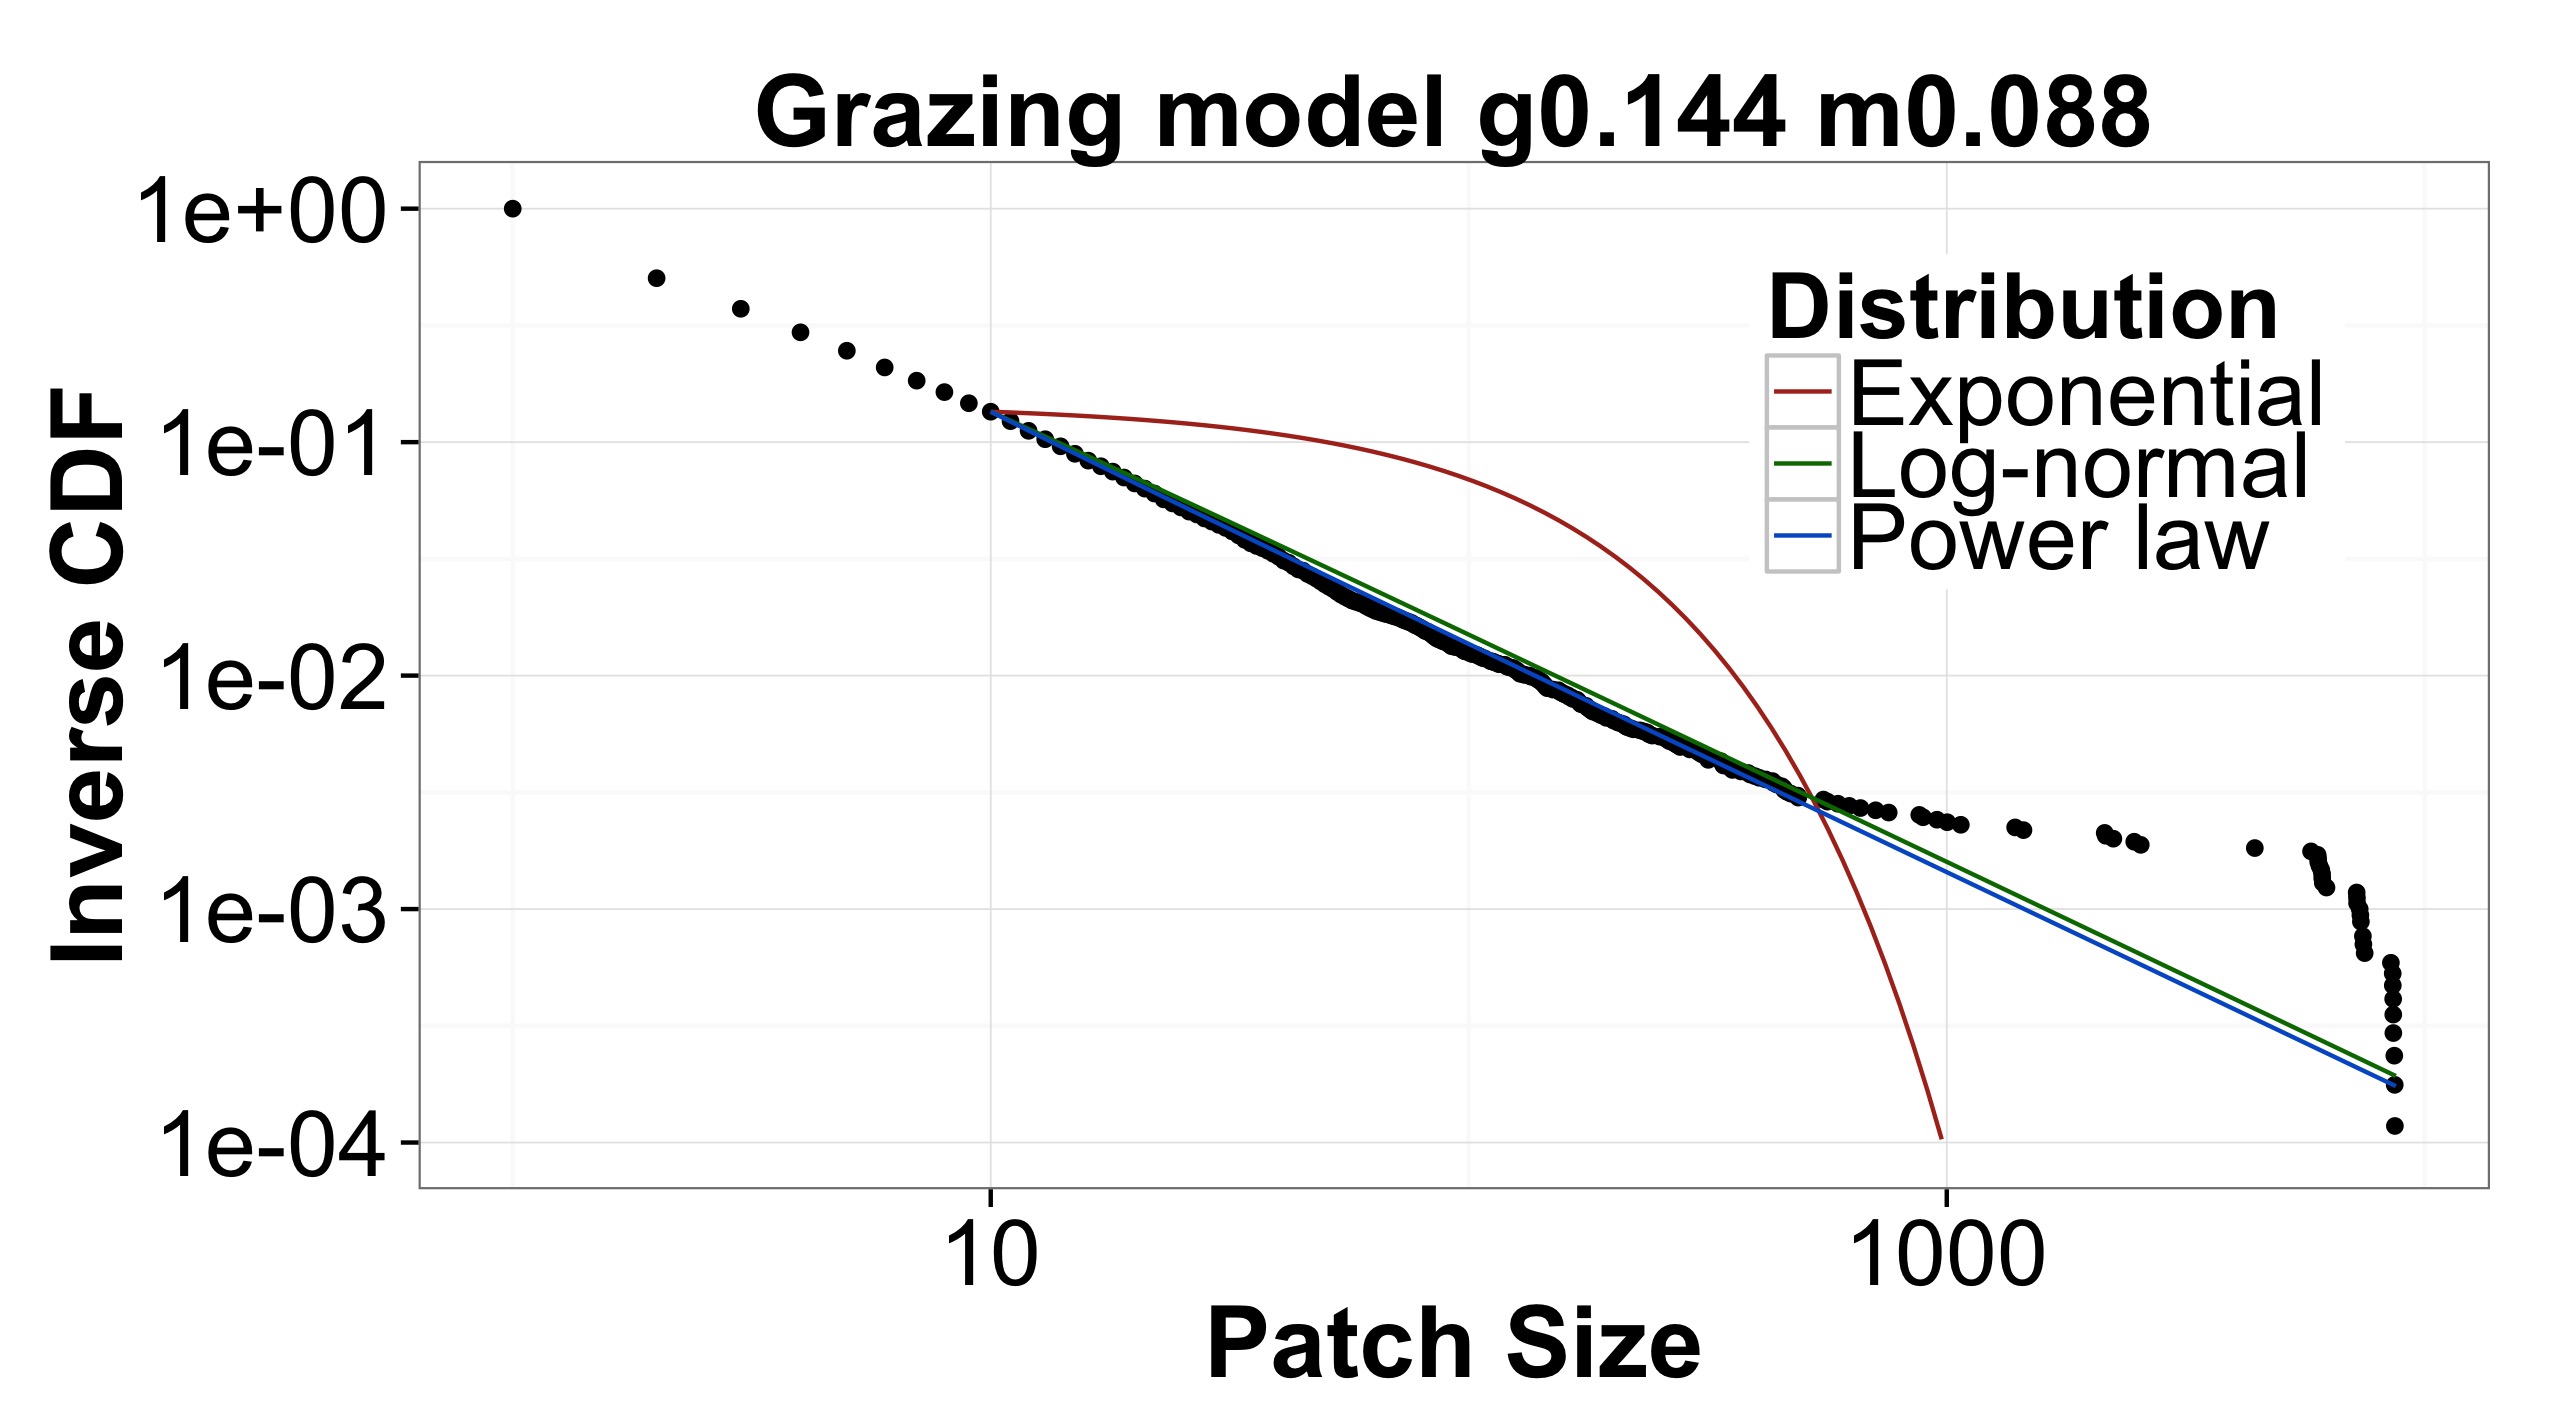 Grazing model g0.144 m0.088
1e+00
1e-01
1e-02
1e-03
1e-04
Inverse CDF
Distribution
Exponential
Log-normal
Power law
10
1000
Patch Size